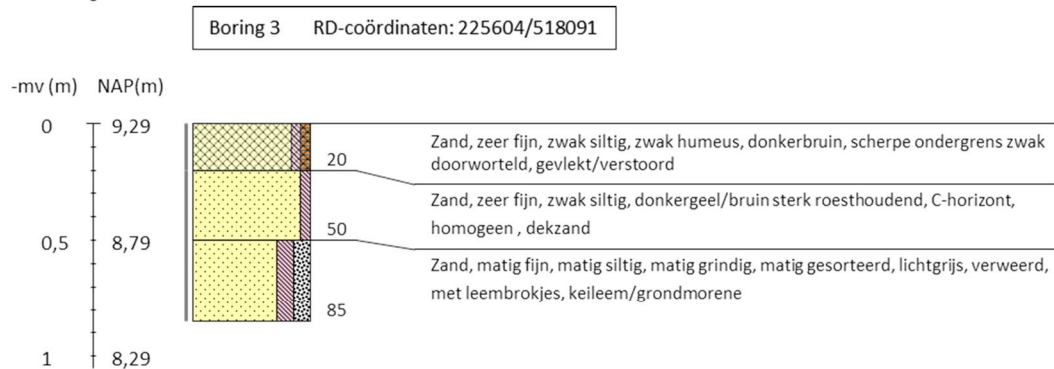 Boring 3 RD-coördinaten: 225604/518091
-mv (m) NAP(m)
0 9,29
Zand, zeer fijn, zwak siltig, zwak humeus, donkerbruin, scherpe ondergrens zwak
doorworteld, gevlekt/verstoord
20
Zand, zeer fijn, zwak siltig, donkergeel/bruin sterk roesthoudend, C-horizont,
homogeen , dekzand
50
0,5 8,79
Zand, matig fijn, matig siltig, matig grindig, matig gesorteerd, lichtgrijs, verweerd,
met leembrokjes, keileem/grondmorene
85
1 8,29